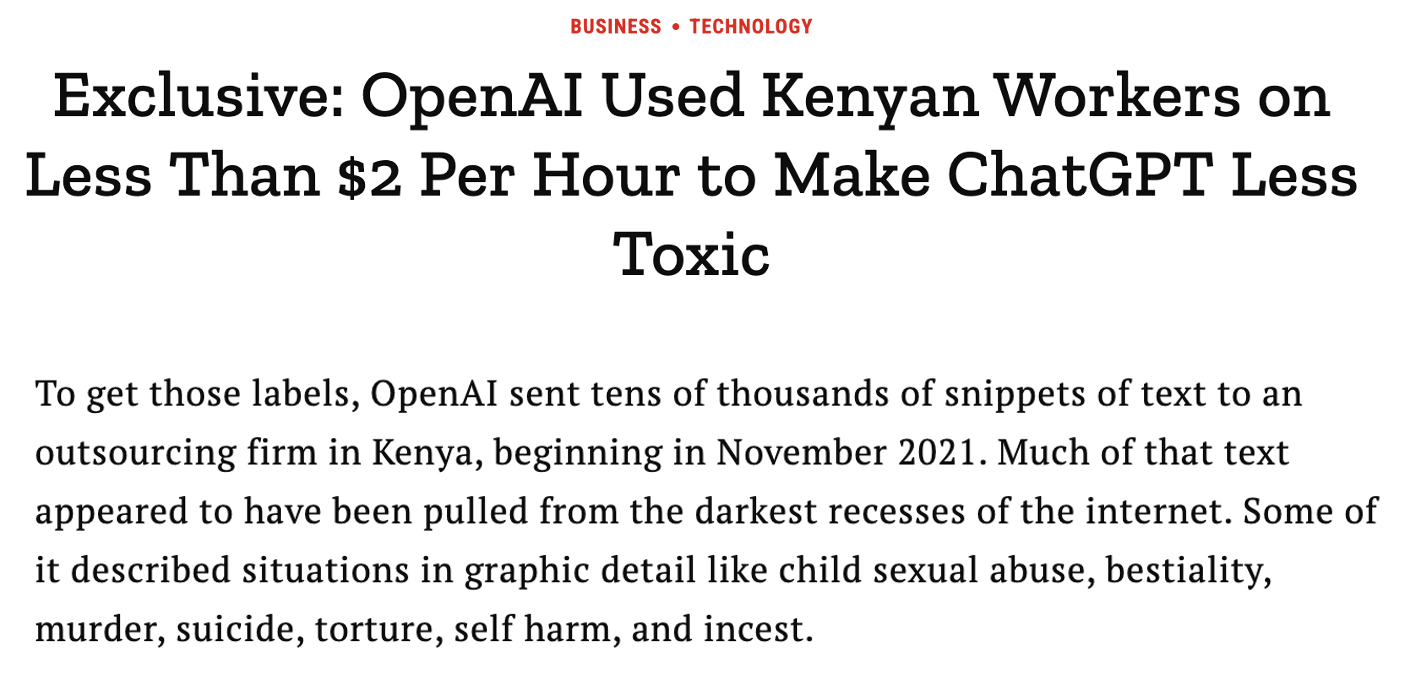 BUSINESS • TECHNOLOGY
Exclusive: OpenAI Used Kenyan Workers on
Less Than $2 Per Hour to Make ChatGPT Less
Toxic
To get those labels, OpenAI sent tens of thousands of snippets of text to an
outsourcing firm in Kenya, beginning in November 2021. Much of that text
appeared to have been pulled from the darkest recesses of the internet. Some of
it described situations in graphic detail like child sexual abuse, bestiality,
murder, suicide, torture, self harm, and incest.